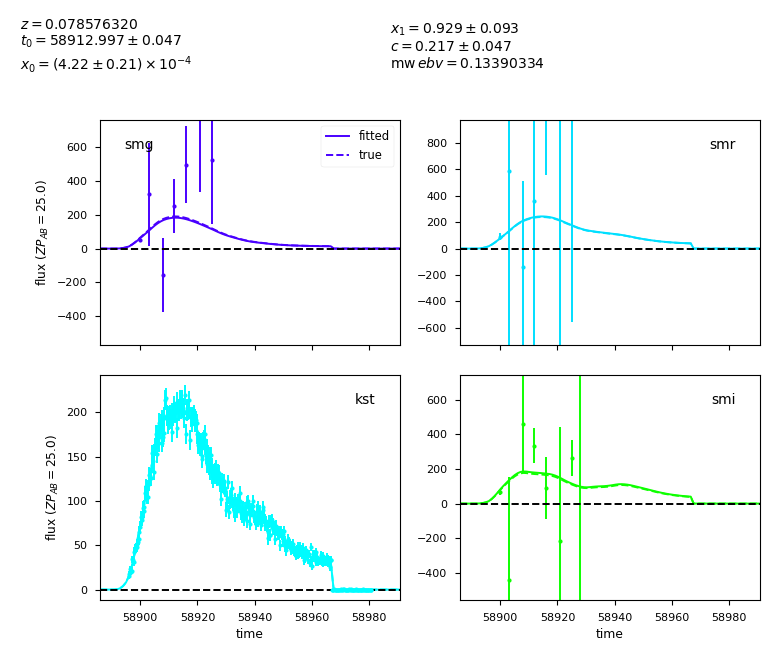 z = 0.078576320
t₀ = 58912.997 ± 0.047
x₀ = (4.22 ± 0.21) × 10⁻⁴
x₁ = 0.929 ± 0.093
c = 0.217 ± 0.047
mw ebv = 0.13390334
smg
fitted
true
600
400
200
0
−200
−400
flux (ZP_AB = 25.0)
smr
800
600
400
200
0
−200
−400
−600
kst
200
150
100
50
0
flux (ZP_AB = 25.0)
58900 58920 58940 58960 58980
time
smi
600
400
200
0
−200
−400
58900 58920 58940 58960 58980
time